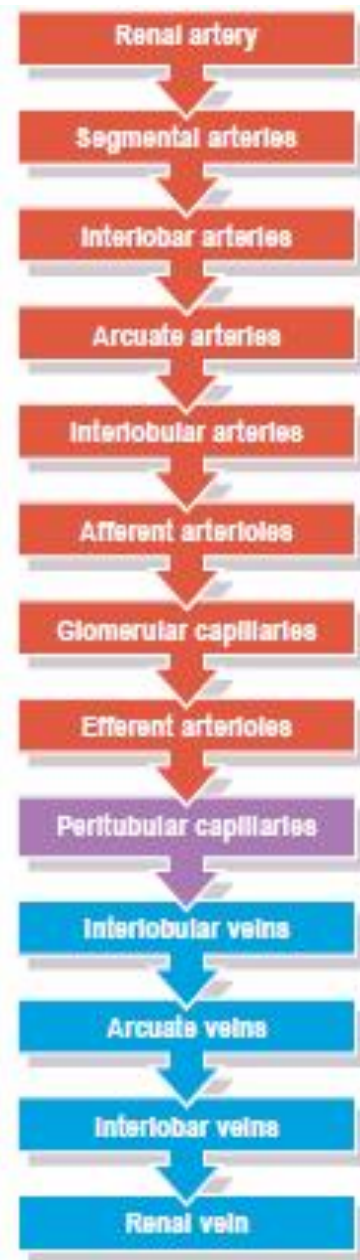 Renal artery
Segmental arteries
Interlobar arteries
Arcuate arteries
Interlobular arteries
Afferent arterioles
Glomerular capillaries
Efferent arterioles
Peritubular capillaries
Interlobular veins
Arcuate veins
Interlobar veins
Renal vein